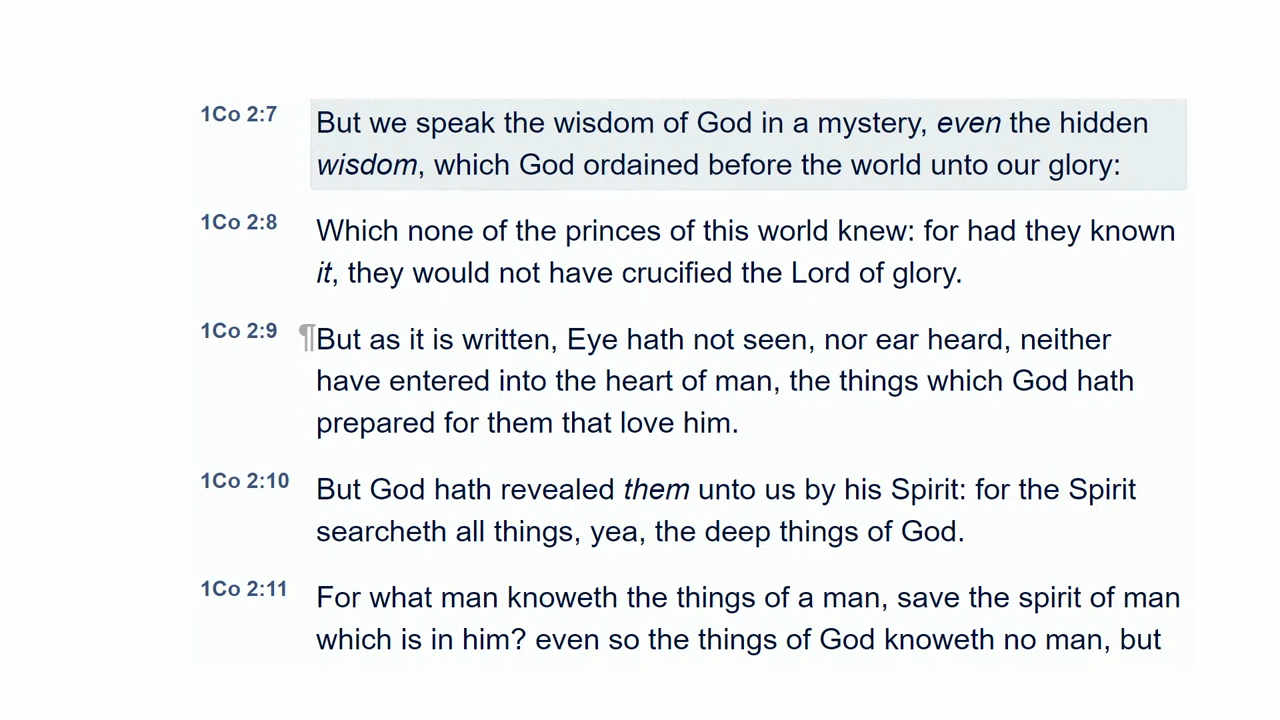 1Co 2:7 But we speak the wisdom of God in a mystery, even the hidden
wisdom, which God ordained before the world unto our glory:
1Co 2:8 Which none of the princes of this world knew: for had they known
it, they would not have crucified the Lord of glory.
1Co 2:9 ¶But as it is written, Eye hath not seen, nor ear heard, neither
have entered into the heart of man, the things which God hath
prepared for them that love him.
1Co 2:10 But God hath revealed them unto us by his Spirit: for the Spirit
searcheth all things, yea, the deep things of God.
1Co 2:11 For what man knoweth the things of a man, save the spirit of man
which is in him? even so the things of God knoweth no man, but